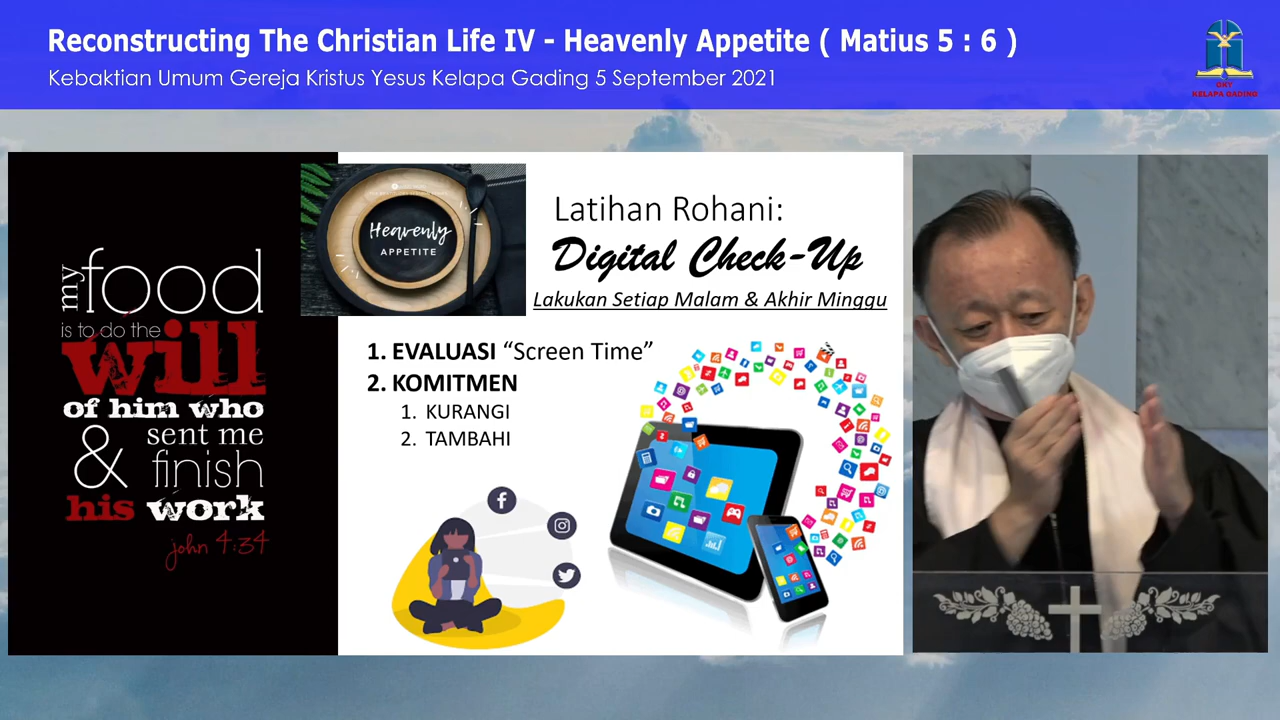 Reconstructing The Christian Life IV - Heavenly Appetite ( Matius 5 : 6 )
Kebaktian Umum Gereja Kristus Yesus Kelapa Gading 5 September 2021
GKY
KELAPA GADING
my food
is to do the
will
of him who
& sent me
finish
his work
john 4:34
Heavenly
APPETITE
Latihan Rohani:
Digital Check-Up
Lakukan Setiap Malam & Akhir Minggu
1. EVALUASI “Screen Time”
2. KOMITMEN
1. KURANGI
2. TAMBAHI